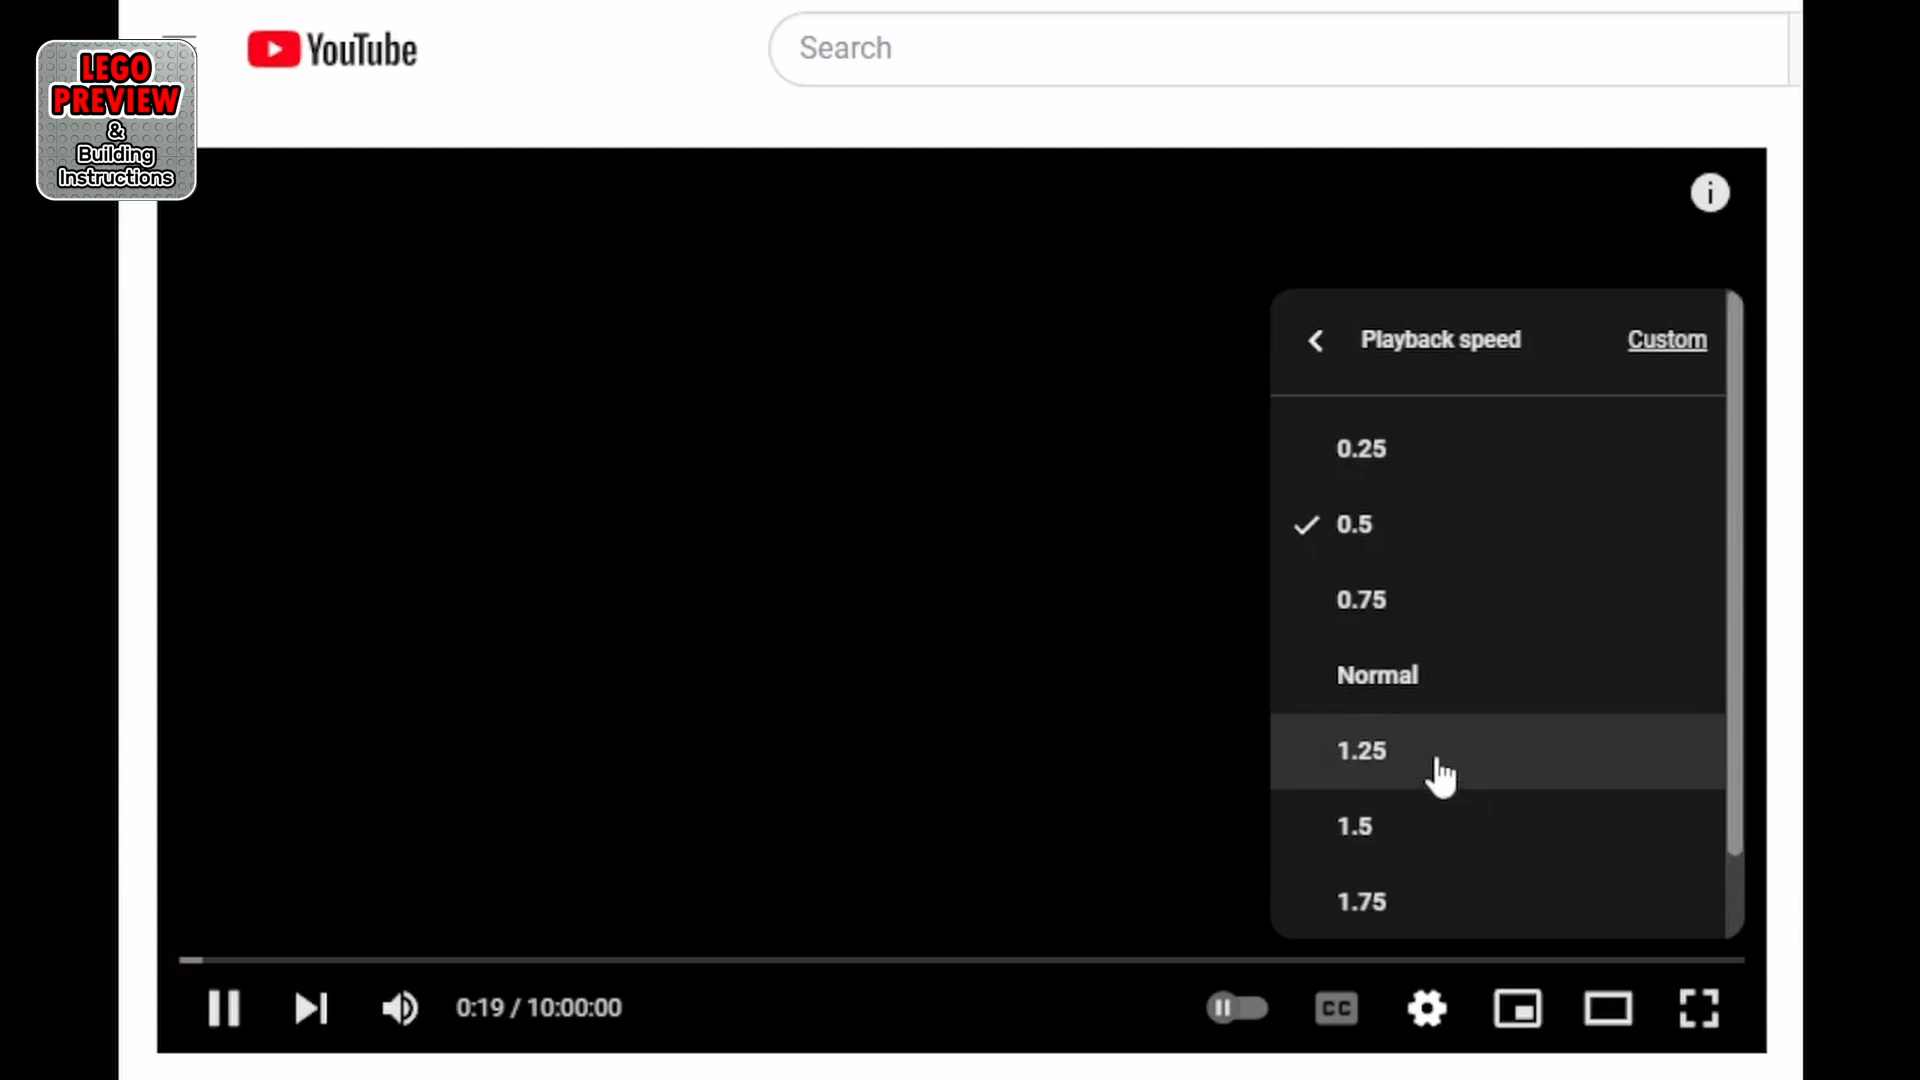 LEGO
PREVIEW
&
Building
Instructions
YouTube
Search
i
Playback speed Custom
0.25
0.5
0.75
Normal
1.25
1.5
1.75
0:19 / 10:00:00
CC